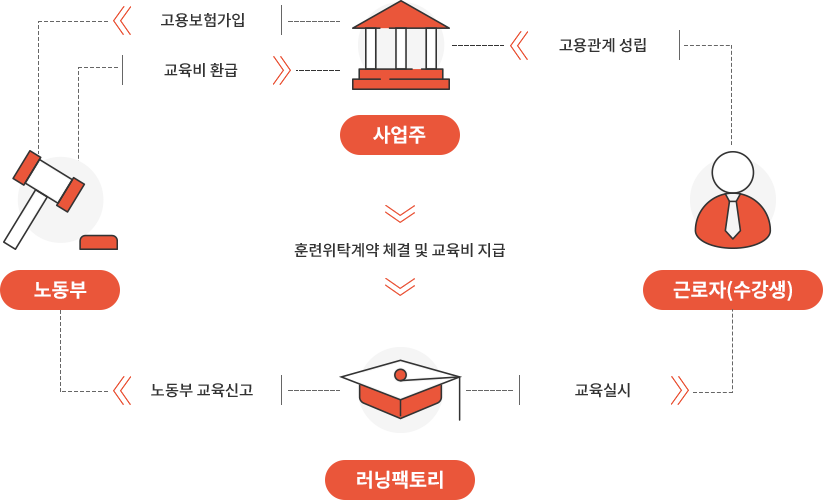 고용보험가입
교육비 환급
고용관계 성립
사업주
훈련위탁계약 체결 및 교육비 지급
노동부
근로자(수강생)
노동부 교육신고
교육실시
러닝팩토리